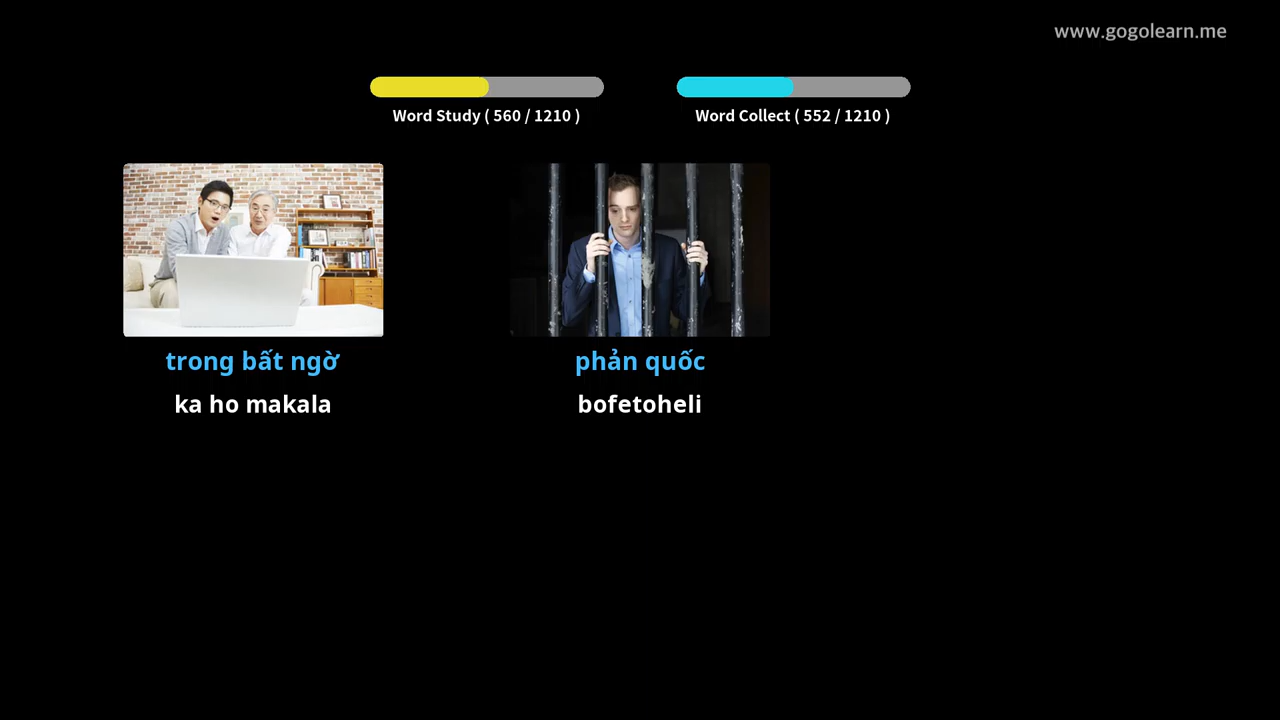 www.gogolearn.me
Word Study ( 560 / 1210 )
Word Collect ( 552 / 1210 )
trong bất ngờ
ka ho makala
phản quốc
bofetoheli